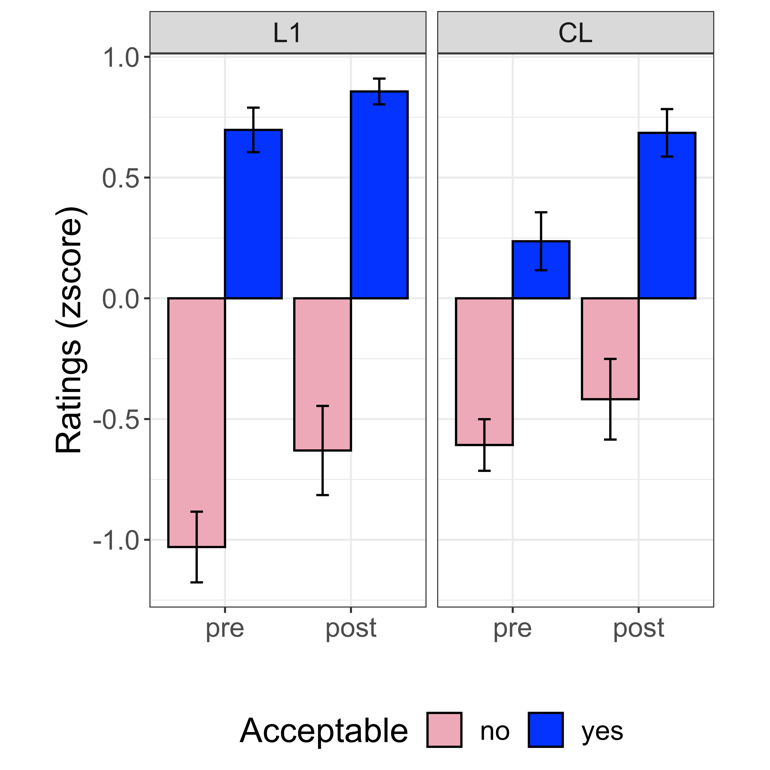 L1 CL
1.0
0.5
0.0
-0.5
-1.0
Ratings (zscore)
pre post pre post
Acceptable no yes